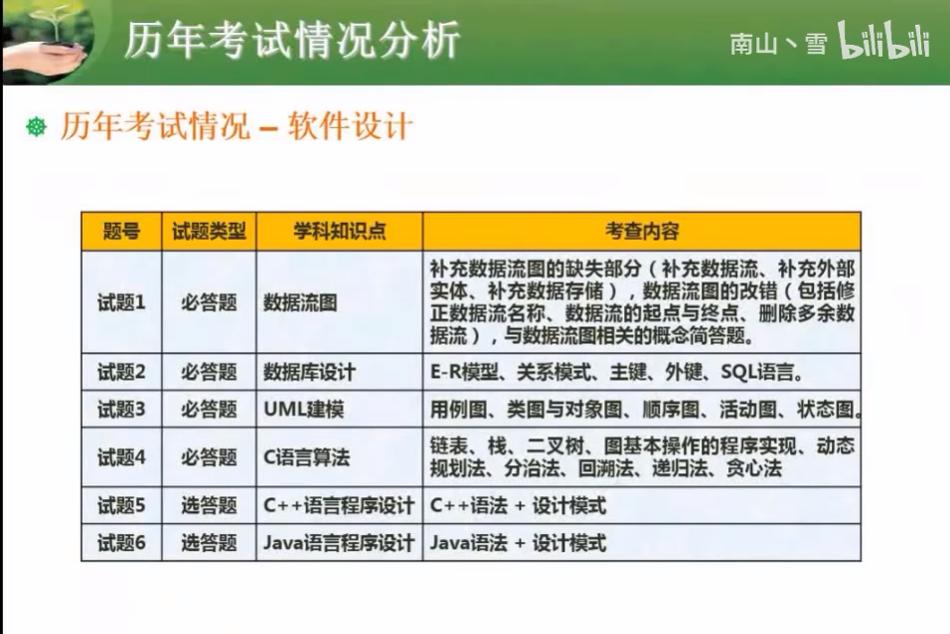 历年考试情况分析
南山丶雪 bilibili
历年考试情况 – 软件设计
题号 试题类型 学科知识点 考查内容
试题1 必答题 数据流图
补充数据流图的缺失部分（补充数据流、补充外部
实体、补充数据存储），数据流图的改错（包括修
正数据流名称、数据流的起点与终点、删除多余数
据流），与数据流图相关的概念简答题。
试题2 必答题 数据库设计 E-R模型、关系模式、主键、外键、SQL语言。
试题3 必答题 UML建模 用例图、类图与对象图、顺序图、活动图、状态图。
试题4 必答题 C语言算法
链表、栈、二叉树、图基本操作的程序实现、动态
规划法、分治法、回溯法、递归法、贪心法
试题5 选答题 C++语言程序设计 C++语法 + 设计模式
试题6 选答题 Java语言程序设计 Java语法 + 设计模式